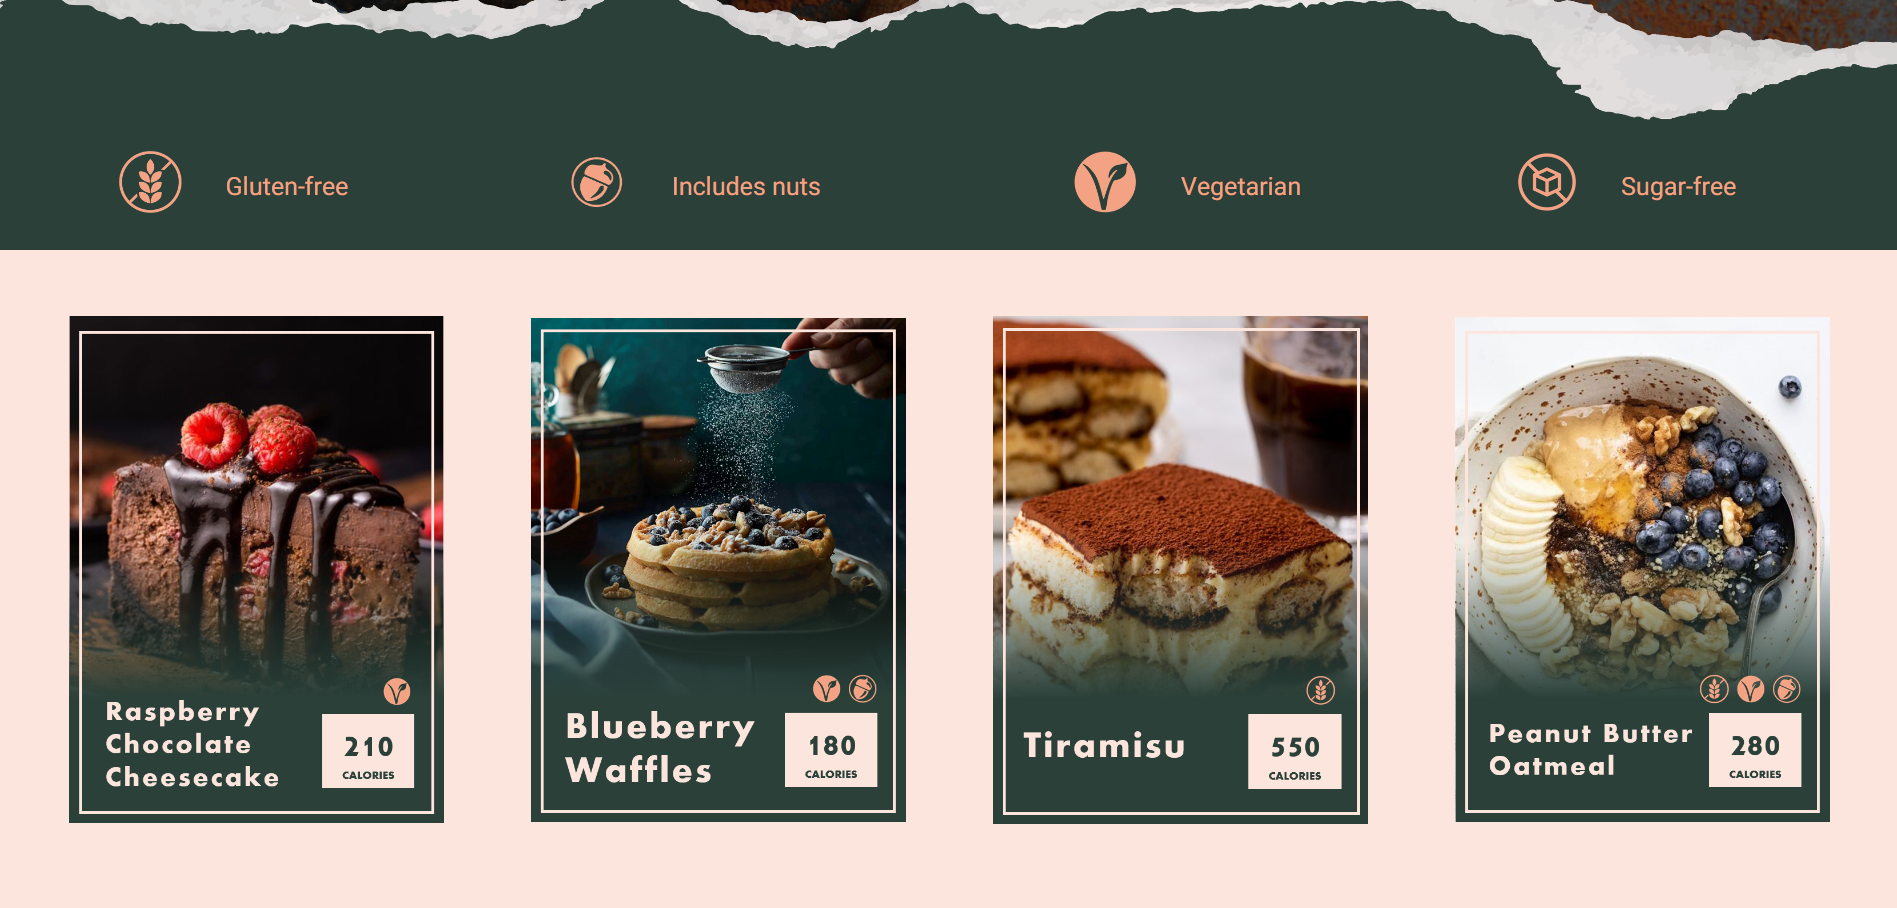 Gluten-free
Includes nuts
Vegetarian
Sugar-free
Raspberry
Chocolate
Cheesecake
210
CALORIES
Blueberry
Waffles
180
CALORIES
Tiramisu
550
CALORIES
Peanut Butter
Oatmeal
280
CALORIES